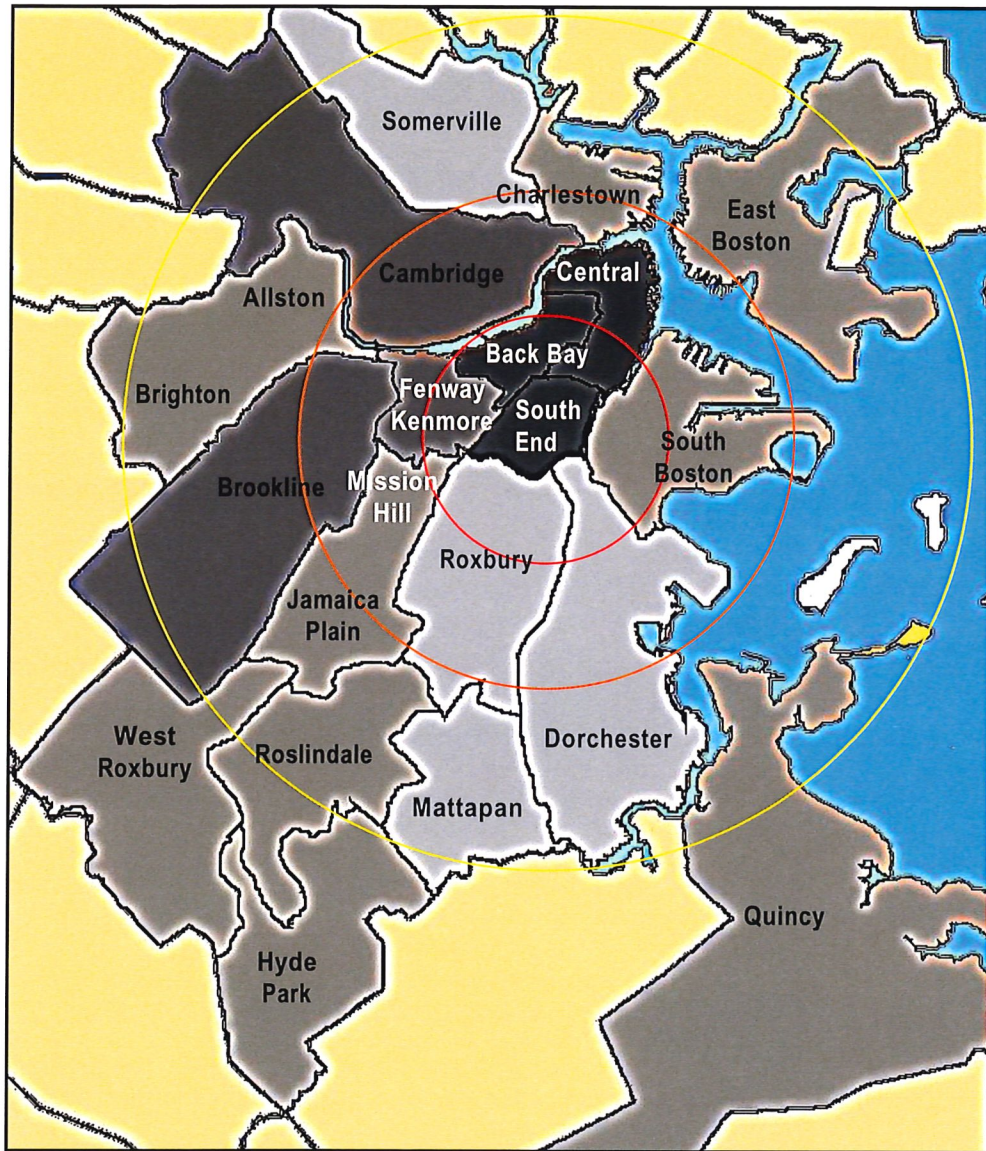 Somerville
Charlestown
East
Boston
Central
Cambridge
Allston
Back Bay
Fenway
Kenmore
Brighton
South
End
South
Boston
Brookline
Mission
Hill
Roxbury
Jamaica
Plain
West
Roxbury
Roslindale
Dorchester
Mattapan
Quincy
Hyde
Park